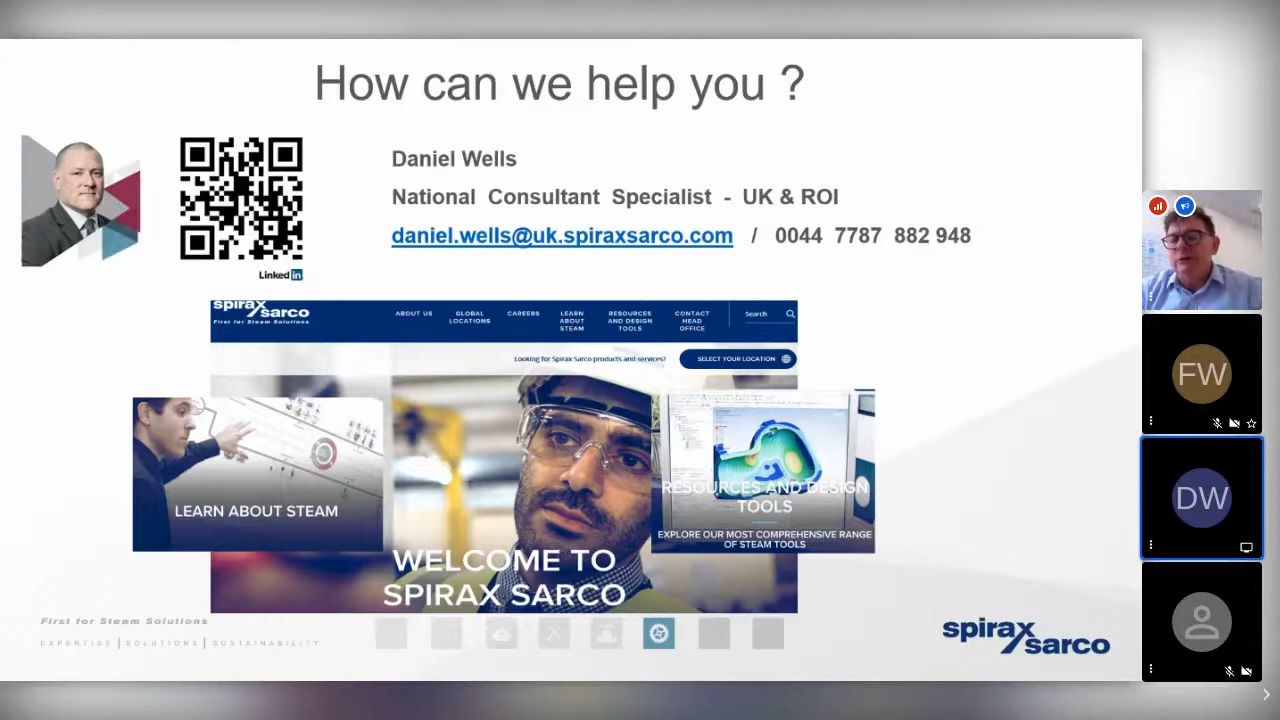 How can we help you ?
Daniel Wells
National Consultant Specialist - UK & ROI
daniel.wells@uk.spiraxsarco.com / 0044 7787 882 948
Linked in
spirax sarco
First for Steam Solutions
ABOUT US
GLOBAL
LOCATIONS
CAREERS
LEARN
ABOUT
STEAM
RESOURCES
AND DESIGN
TOOLS
CONTACT
HEAD
OFFICE
Search
Looking for Spirax Sarco products and services?
SELECT YOUR LOCATION
LEARN ABOUT STEAM
RESOURCES AND DESIGN
TOOLS
EXPLORE OUR MOST COMPREHENSIVE RANGE
OF STEAM TOOLS
WELCOME TO
SPIRAX SARCO
First for Steam Solutions
EXPERTISE | SOLUTIONS | SUSTAINABILITY
spirax sarco
FW
DW